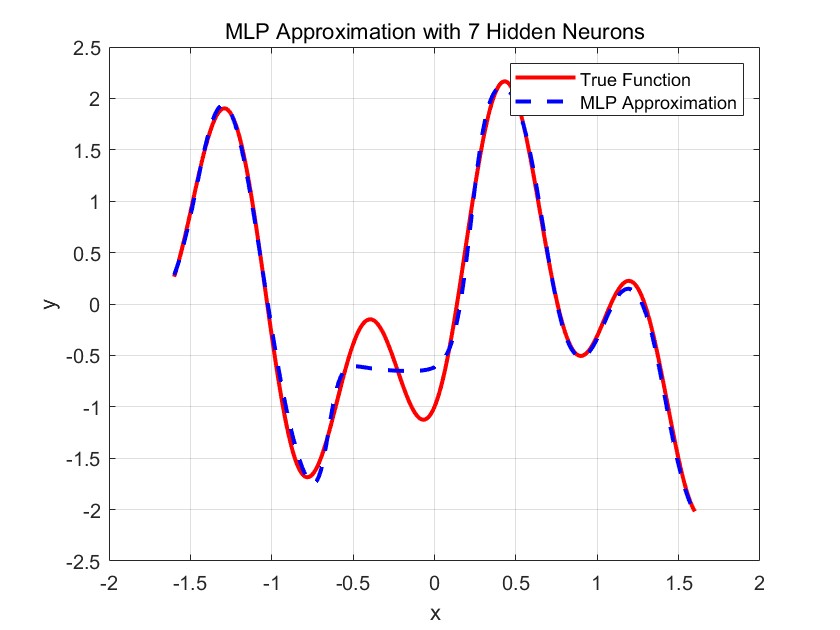 MLP Approximation with 7 Hidden Neurons
2.5
2
1.5
1
0.5
0
-0.5
-1
-1.5
-2
-2.5
y
True Function
MLP Approximation
-2 -1.5 -1 -0.5 0 0.5 1 1.5 2
x